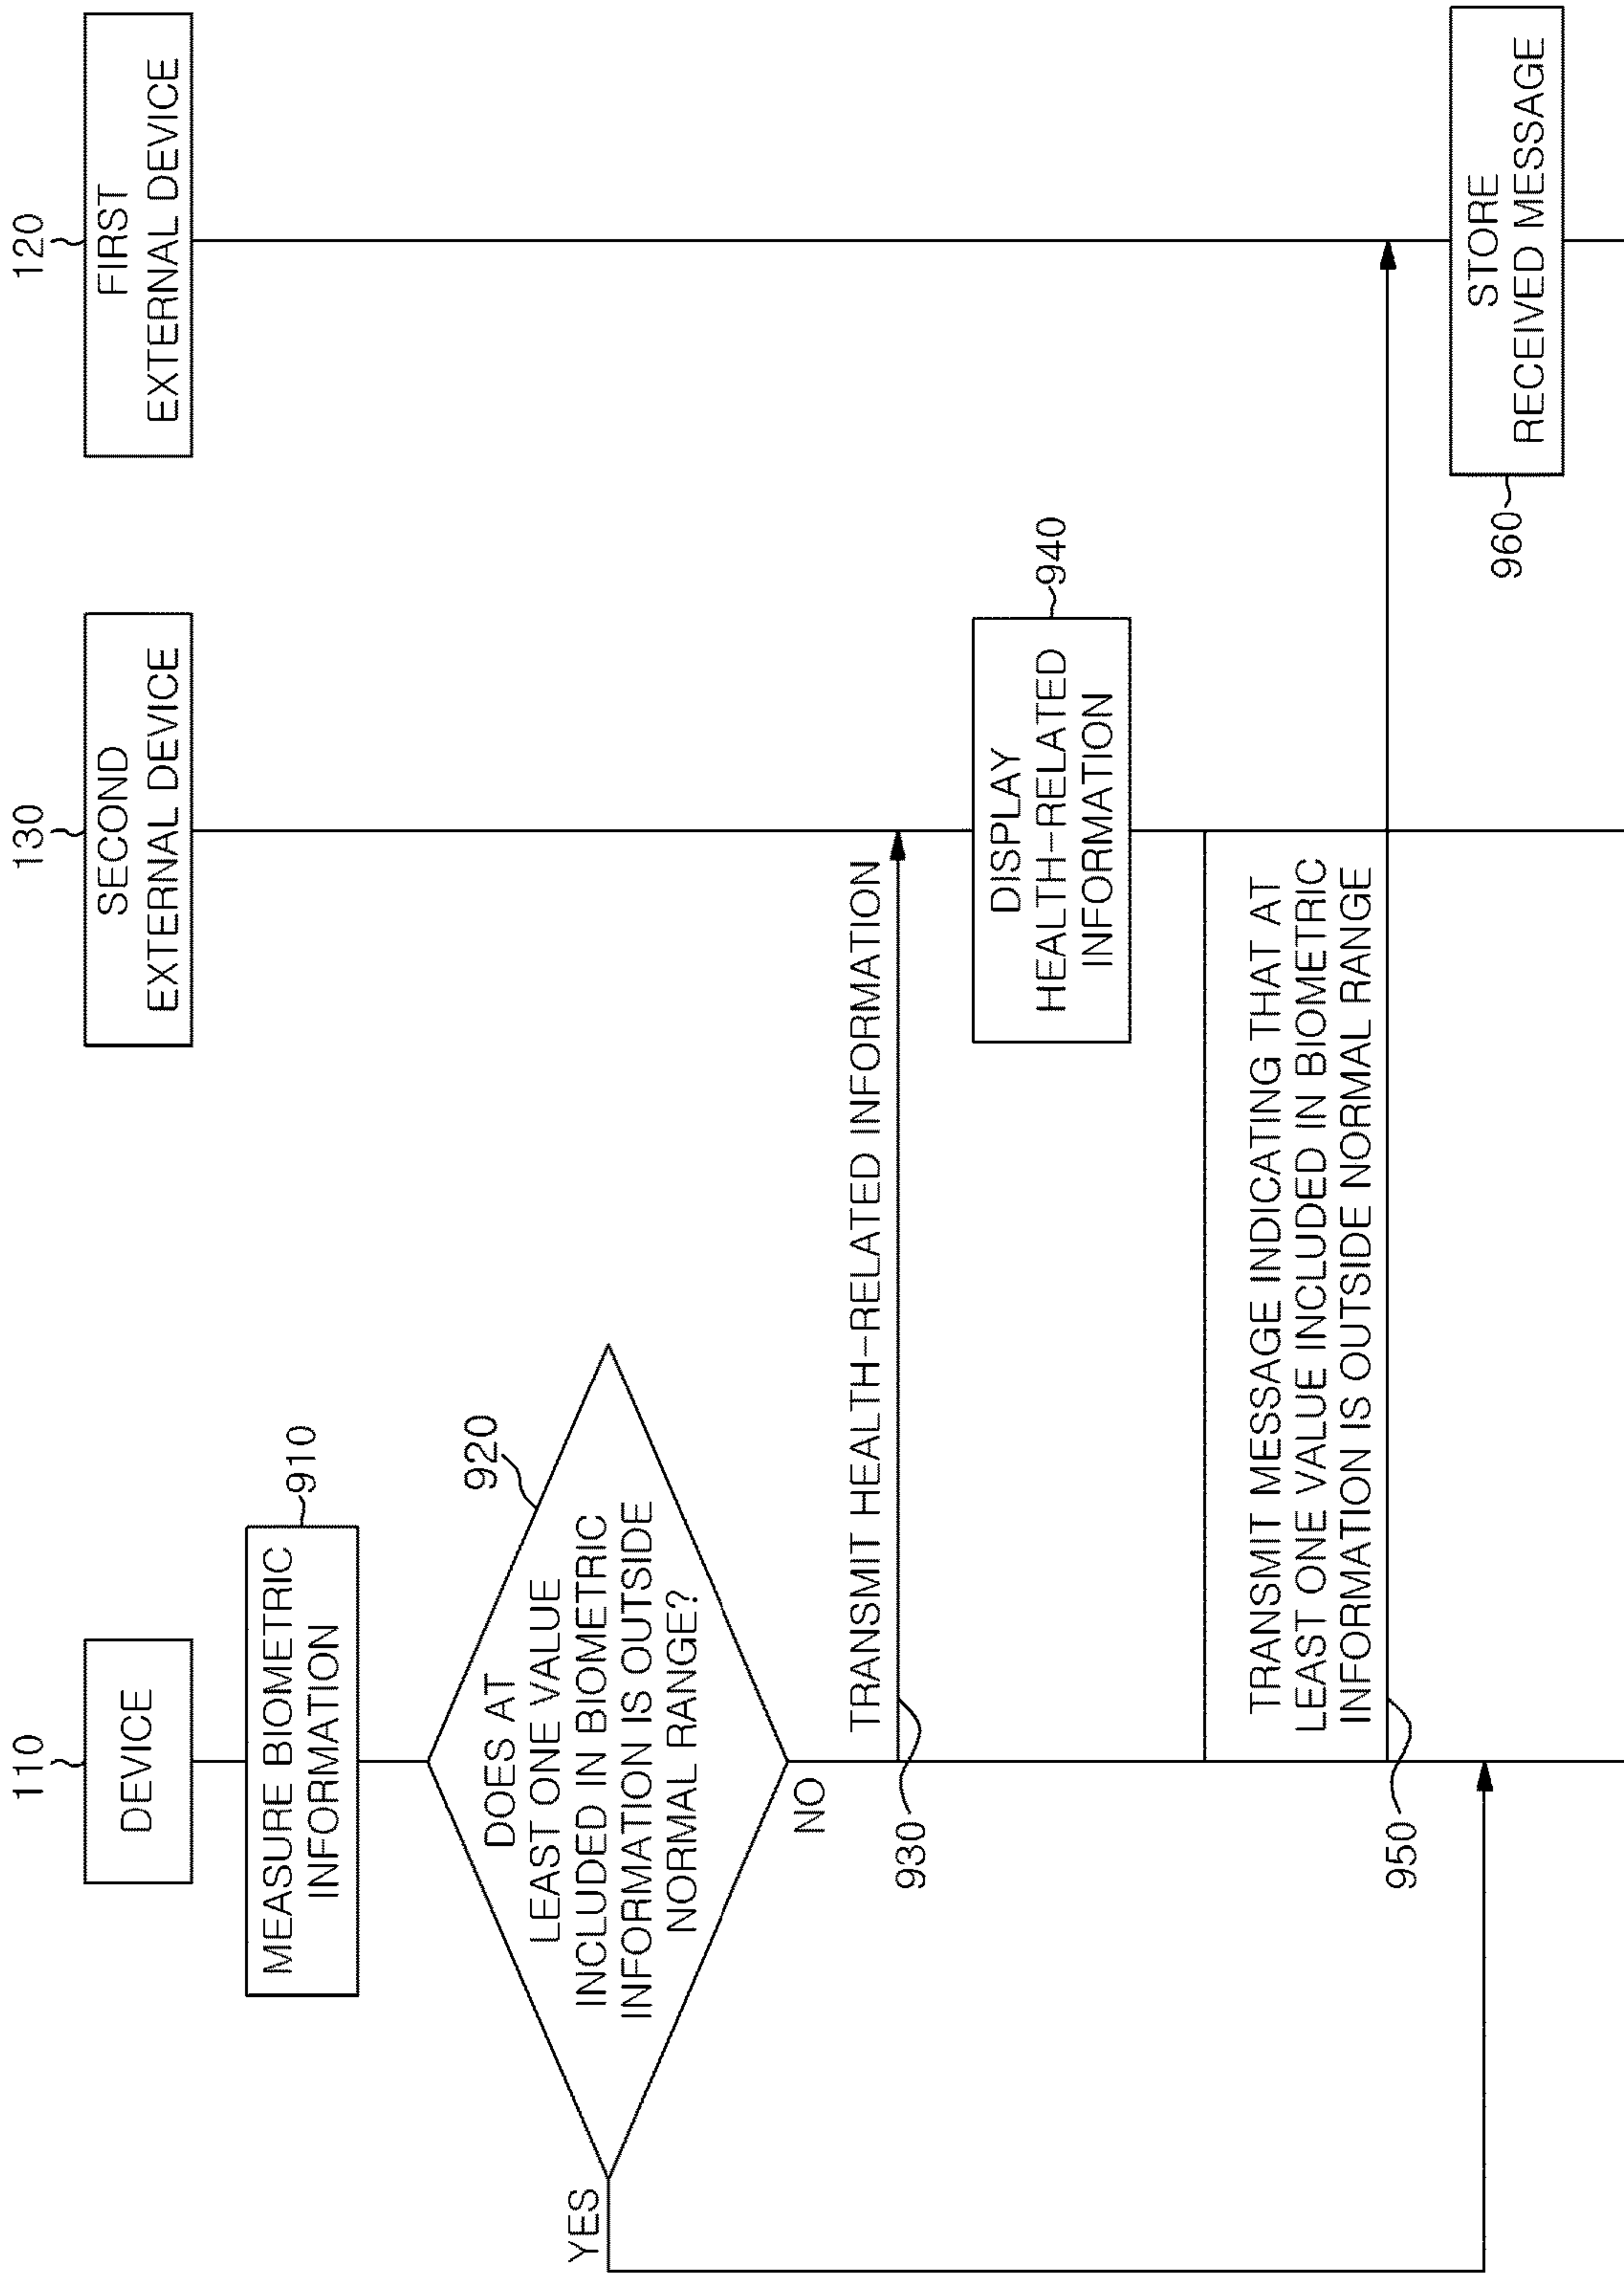 110
DEVICE
130
SECOND
EXTERNAL DEVICE
120
FIRST
EXTERNAL DEVICE
MEASURE BIOMETRIC
INFORMATION
910
920
DOES AT
LEAST ONE VALUE
INCLUDED IN BIOMETRIC
INFORMATION IS OUTSIDE
NORMAL RANGE?
YES
NO
TRANSMIT HEALTH-RELATED INFORMATION
930
DISPLAY
HEALTH-RELATED
INFORMATION
940
TRANSMIT MESSAGE INDICATING THAT AT
LEAST ONE VALUE INCLUDED IN BIOMETRIC
INFORMATION IS OUTSIDE NORMAL RANGE
950
STORE
RECEIVED MESSAGE
960